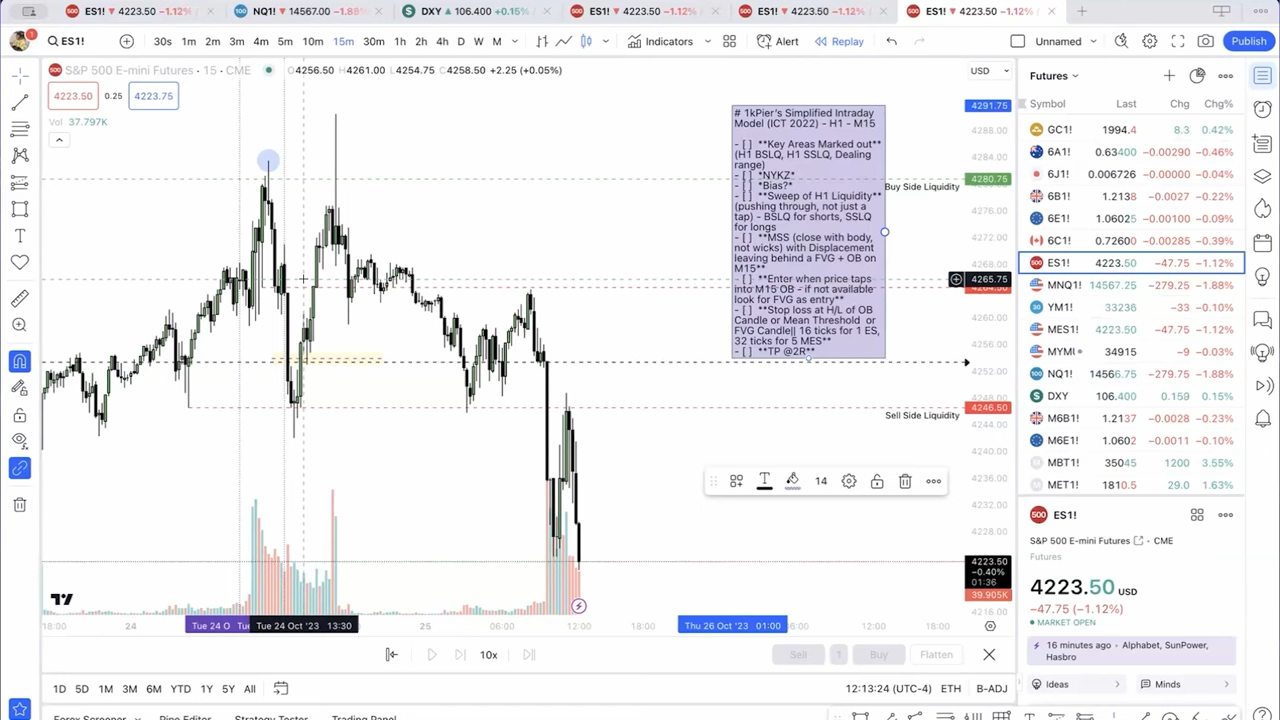 ES1! ▼ 4223.50 −1.12%
NQ1! ▼ 14567.00 −1.88%
DXY ▲ 106.400 +0.15%
ES1! ▼ 4223.50 −1.12%
ES1! ▼ 4223.50 −1.12%
ES1! ▼ 4223.50 −1.12%
1
ES1!
30s 1m 2m 3m 4m 5m 10m 15m 30m 1h 2h 4h D W M
Indicators
Alert
Replay
Unnamed
Publish
S&P 500 E-mini Futures · 15 · CME
O4256.50 H4261.00 L4254.75 C4258.50 +2.25 (+0.05%)
USD
4223.50 0.25 4223.75
Vol 37.797K
# 1kPier's Simplified Intraday
Model (ICT 2022) - H1 - M15
- [ ] **Key Areas Marked out**
(H1 BSLQ, H1 SSLQ, Dealing
range)
- [ ] *NYKZ*
- [ ] *Bias?*
- [ ] **Sweep of H1 Liquidity**
(pushing through, not just a
tap) - BSLQ for shorts, SSLQ
for longs
- [ ] **MSS (close with body,
not wicks) with Displacement
leaving behind a FVG + OB on
M15**
- [ ] **Enter when price taps
into M15 OB - if not available
look for FVG as entry**
- [ ] **Stop loss at H/L of OB
Candle or Mean Threshold or
FVG Candle|| 16 ticks for 1 ES,
32 ticks for 5 MES**
- [ ] **TP @2R**
Buy Side Liquidity
Sell Side Liquidity
14
4291.75
4288.00
4284.00
4280.75
4276.00
4272.00
4268.00
4265.75
4260.00
4256.00
4252.00
4248.00
4246.50
4244.00
4240.00
4236.00
4232.00
4228.00
4223.50
−0.40%
01:36
39.905K
4216.00
18:00
24
Tue 24 O
Tue 24 Oct '23 13:30
25
06:00
12:00
18:00
Thu 26 Oct '23 01:00
06:00
12:00
18:00
10x
Sell 1 Buy Flatten
1D 5D 1M 3M 6M YTD 1Y 5Y All
12:13:24 (UTC-4) ETH B-ADJ
Forex Screener
Pine Editor
Strategy Tester
Trading Panel
Futures
Symbol Last Chg Chg%
GC1! 1994.4 8.3 0.42%
6A1! 0.63400 −0.00290 −0.46%
6J1! 0.006726 −0.00000 −0.04%
6B1! 1.2138 −0.0027 −0.22%
6E1! 1.06025 −0.00100 −0.09%
6C1! 0.72600 −0.00285 −0.39%
ES1! 4223.50 −47.75 −1.12%
MNQ1! 14567.25 −279.25 −1.88%
YM1! 33236 −33 −0.10%
MES1! 4223.50 −47.75 −1.12%
MYM 34915 −9 −0.03%
NQ1! 14566.75 −279.75 −1.88%
DXY 106.400 0.159 0.15%
M6B1! 1.2137 −0.0028 −0.23%
M6E1! 1.0602 −0.0011 −0.10%
MBT1! 35045 1200 3.55%
MET1! 1810.5 29.0 1.63%
ES1!
S&P 500 E-mini Futures · CME
Futures
4223.50 USD
−47.75 (−1.12%)
MARKET OPEN
16 minutes ago · Alphabet, SunPower,
Hasbro
Ideas
Minds